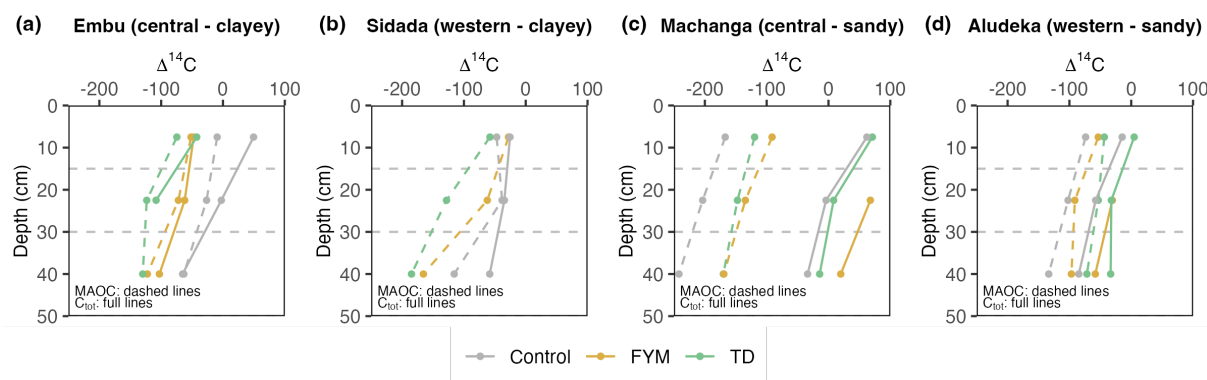 (a) Embu (central - clayey)
Δ¹⁴C
-200 -100 0 100
0
10
20
30
40
50
Depth (cm)
MAOC: dashed lines
Cₜₒₜ: full lines
(b) Sidada (western - clayey)
Δ¹⁴C
-200 -100 0 100
0
10
20
30
40
50
Depth (cm)
MAOC: dashed lines
Cₜₒₜ: full lines
(c) Machanga (central - sandy)
Δ¹⁴C
-200 -100 0 100
0
10
20
30
40
50
Depth (cm)
MAOC: dashed lines
Cₜₒₜ: full lines
(d) Aludeka (western - sandy)
Δ¹⁴C
-200 -100 0 100
0
10
20
30
40
50
Depth (cm)
MAOC: dashed lines
Cₜₒₜ: full lines
Control FYM TD